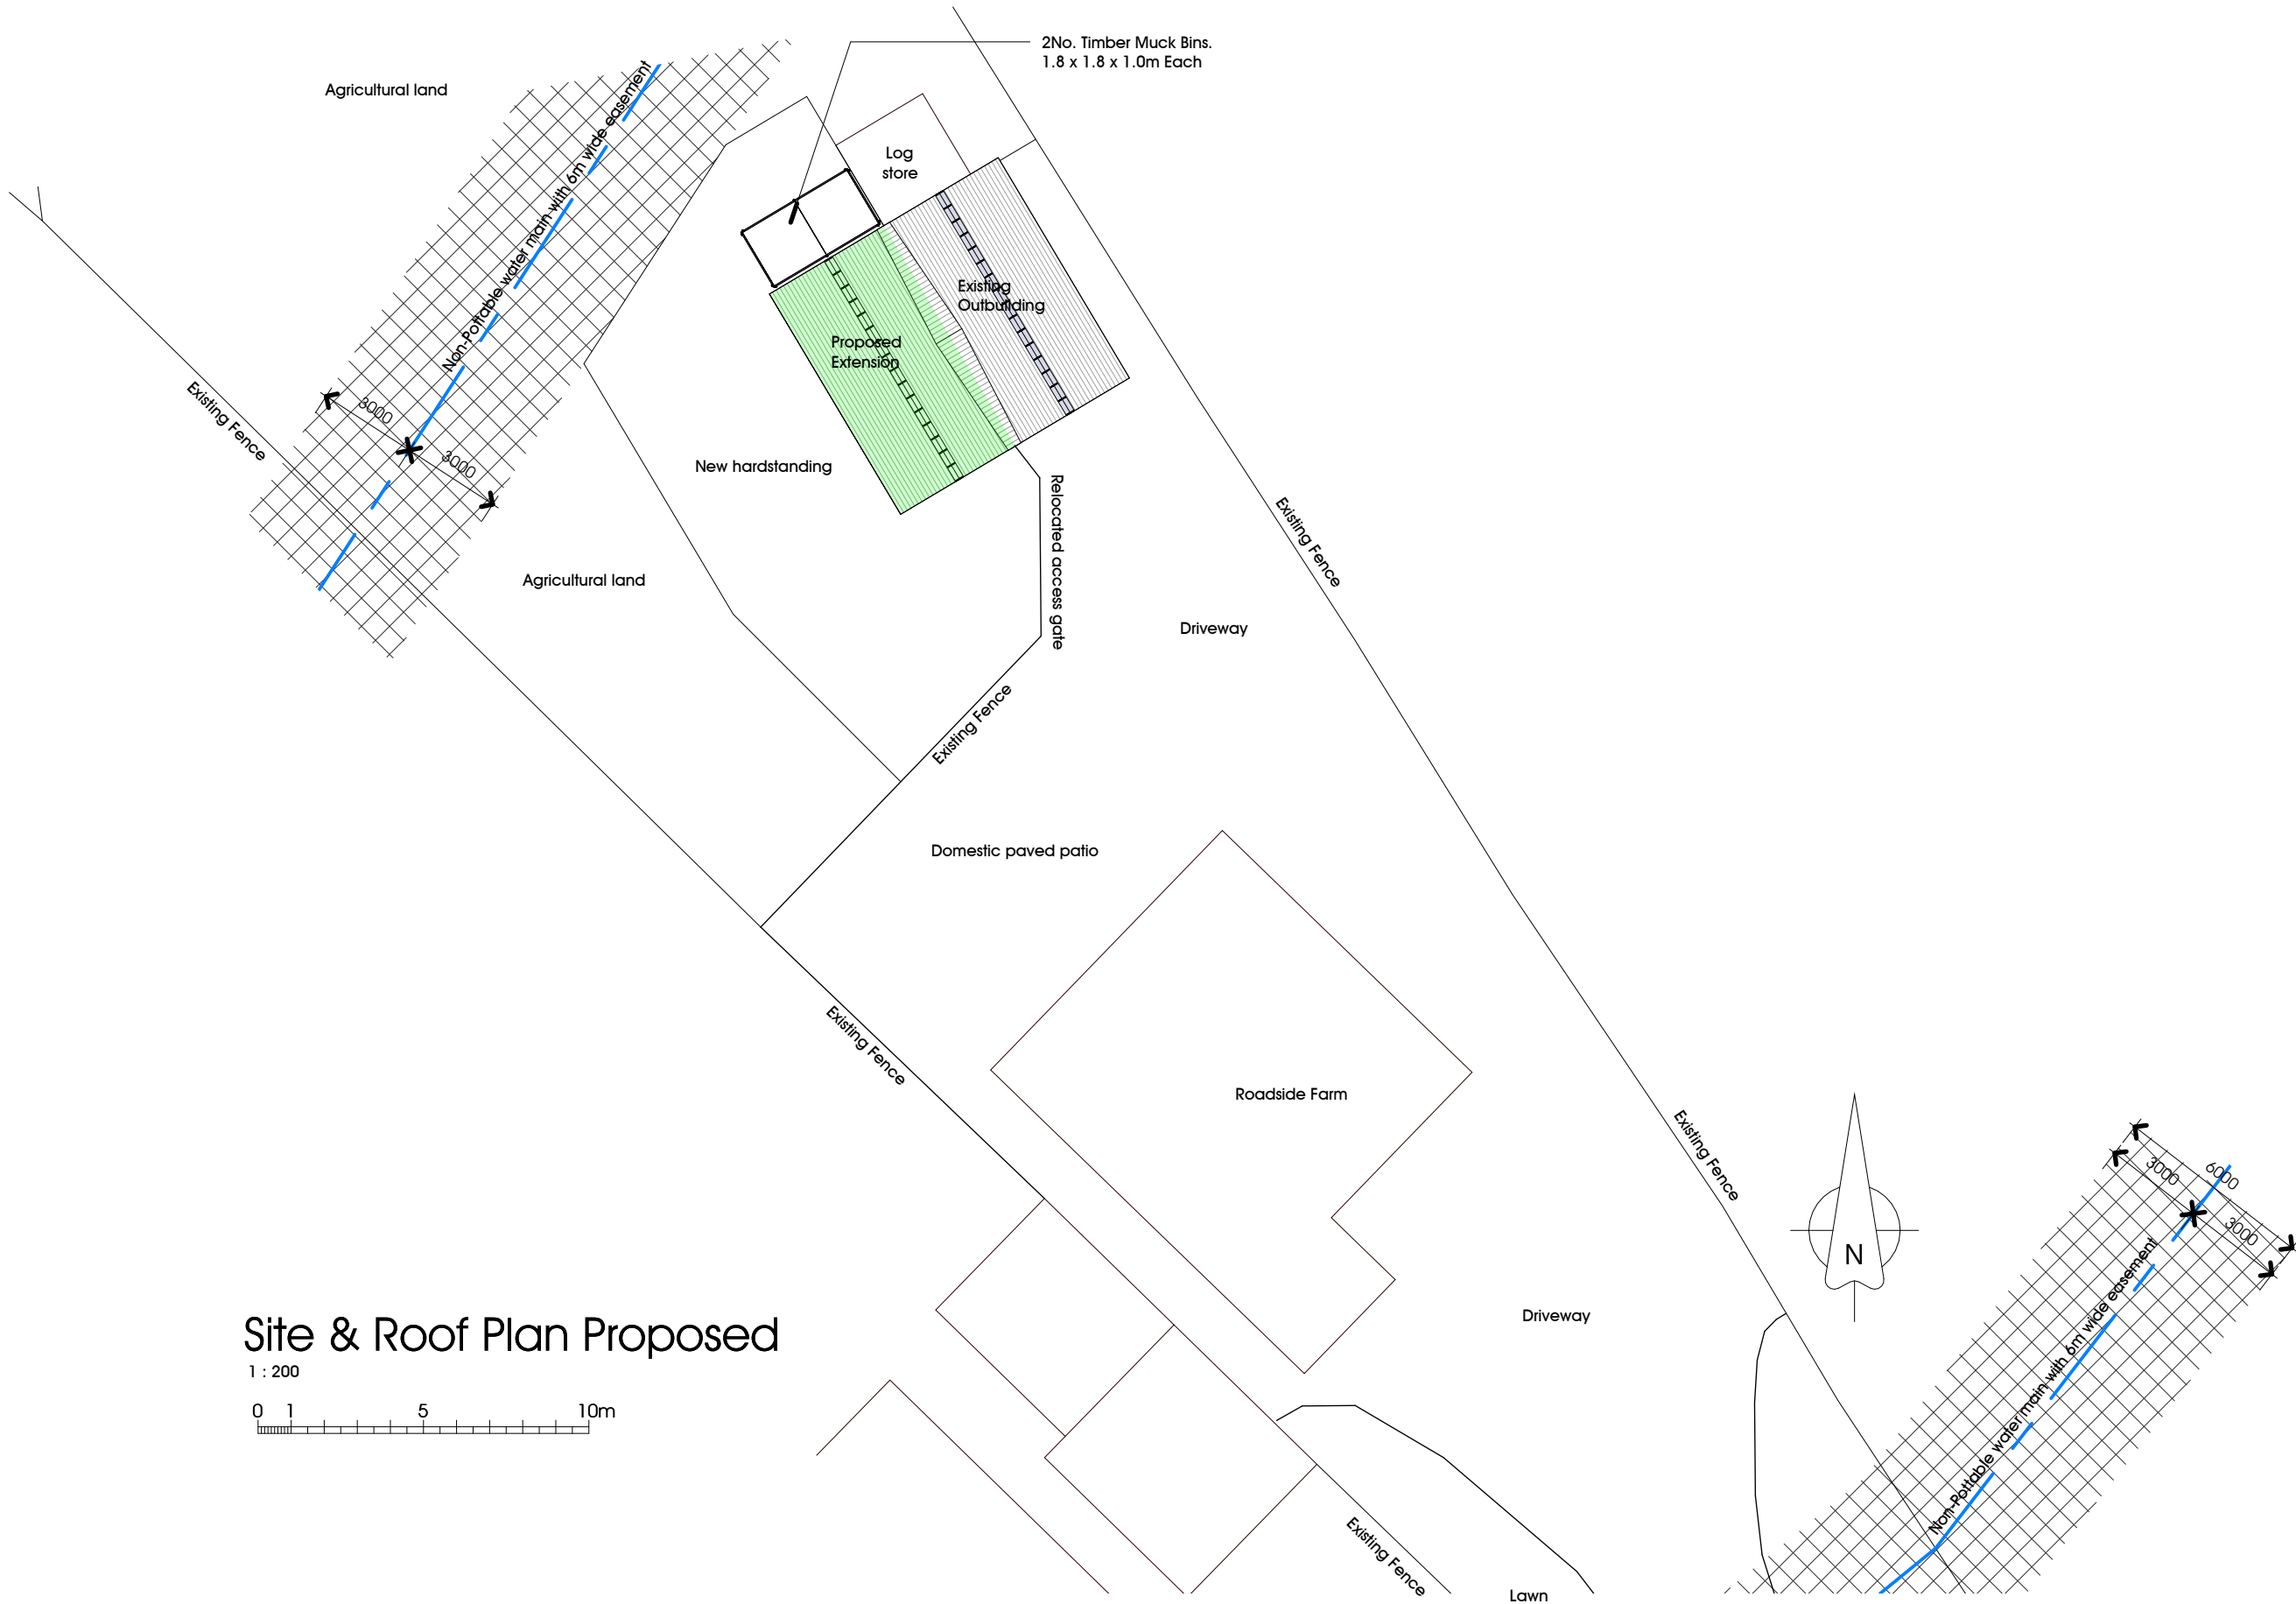 2No. Timber Muck Bins.
1.8 x 1.8 x 1.0m Each
Agricultural land
Non-Pottable water main with 6m wide easement
Log
store
Existing
Outbuilding
Proposed
Extension
Existing Fence
3000
3000
New hardstanding
Relocated access gate
Existing Fence
Agricultural land
Driveway
Existing Fence
Domestic paved patio
Existing Fence
Roadside Farm
Existing Fence
3000
6000
3000
N
Non-Pottable water main with 6m wide easement
Driveway
Site & Roof Plan Proposed
1 : 200
0 1 5 10m
Existing Fence
Lawn